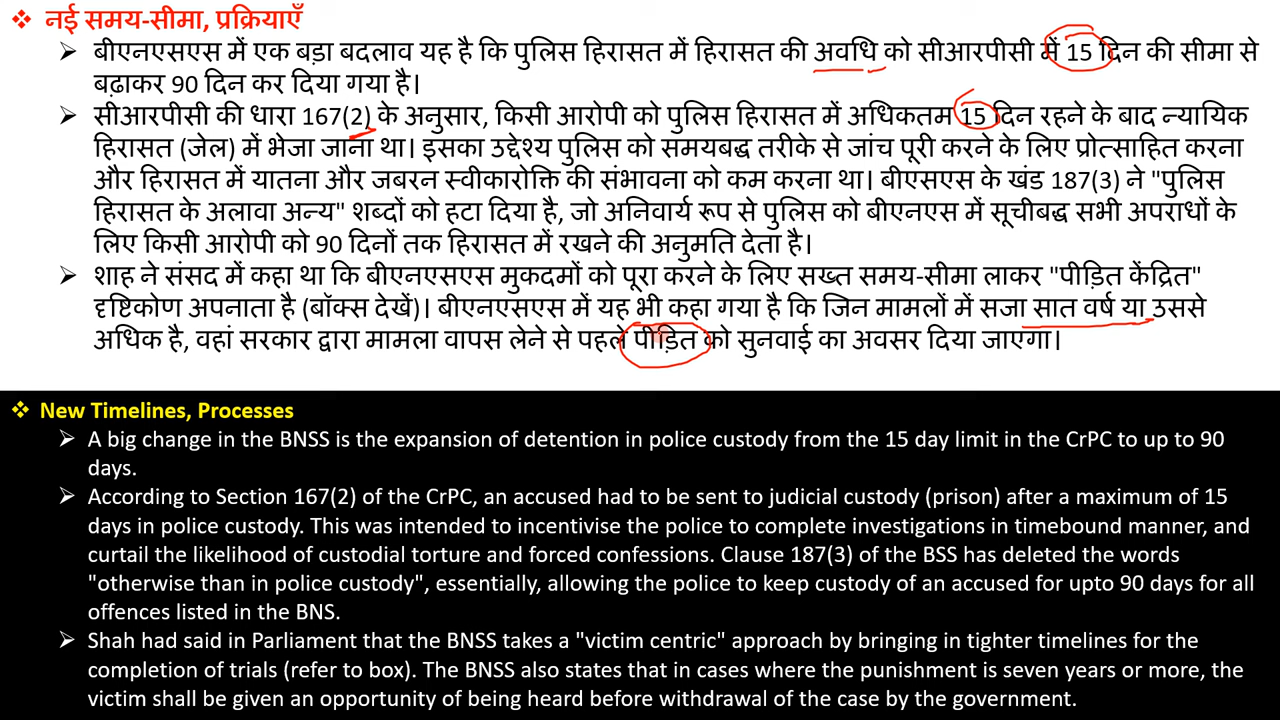 ❖ नई समय-सीमा, प्रक्रियाएँ
➢ बीएनएसएस में एक बड़ा बदलाव यह है कि पुलिस हिरासत में हिरासत की अवधि को सीआरपीसी में 15 दिन की सीमा से
बढ़ाकर 90 दिन कर दिया गया है।
➢ सीआरपीसी की धारा 167(2) के अनुसार, किसी आरोपी को पुलिस हिरासत में अधिकतम 15 दिन रहने के बाद न्यायिक
हिरासत (जेल) में भेजा जाना था। इसका उद्देश्य पुलिस को समयबद्ध तरीके से जांच पूरी करने के लिए प्रोत्साहित करना
और हिरासत में यातना और जबरन स्वीकारोक्ति की संभावना को कम करना था। बीएसएस के खंड 187(3) ने "पुलिस
हिरासत के अलावा अन्य" शब्दों को हटा दिया है, जो अनिवार्य रूप से पुलिस को बीएनएस में सूचीबद्ध सभी अपराधों के
लिए किसी आरोपी को 90 दिनों तक हिरासत में रखने की अनुमति देता है।
➢ शाह ने संसद में कहा था कि बीएनएसएस मुकदमों को पूरा करने के लिए सख्त समय-सीमा लाकर "पीड़ित केंद्रित"
दृष्टिकोण अपनाता है (बॉक्स देखें)। बीएनएसएस में यह भी कहा गया है कि जिन मामलों में सजा सात वर्ष या उससे
अधिक है, वहां सरकार द्वारा मामला वापस लेने से पहले पीड़ित को सुनवाई का अवसर दिया जाएगा।
❖ New Timelines, Processes
➢ A big change in the BNSS is the expansion of detention in police custody from the 15 day limit in the CrPC to up to 90
days.
➢ According to Section 167(2) of the CrPC, an accused had to be sent to judicial custody (prison) after a maximum of 15
days in police custody. This was intended to incentivise the police to complete investigations in timebound manner, and
curtail the likelihood of custodial torture and forced confessions. Clause 187(3) of the BSS has deleted the words
"otherwise than in police custody", essentially, allowing the police to keep custody of an accused for upto 90 days for all
offences listed in the BNS.
➢ Shah had said in Parliament that the BNSS takes a "victim centric" approach by bringing in tighter timelines for the
completion of trials (refer to box). The BNSS also states that in cases where the punishment is seven years or more, the
victim shall be given an opportunity of being heard before withdrawal of the case by the government.